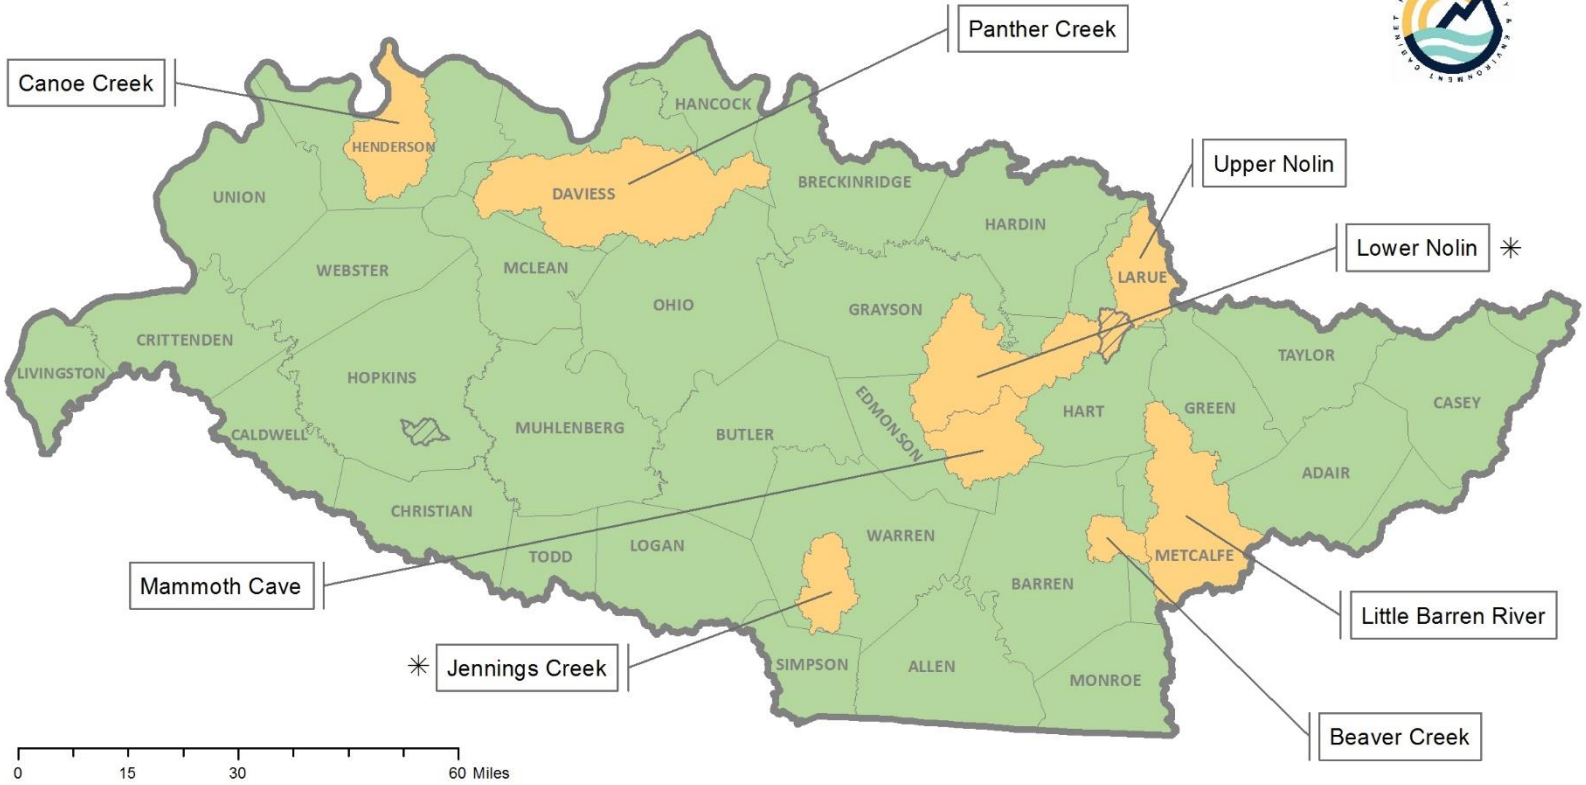 Panther Creek
Canoe Creek
CABINET
Y & ENVIRONMENT
HANCOCK
HENDERSON
Upper Nolin
UNION
DAVIESS
BRECKINRIDGE
HARDIN
Lower Nolin ✳
WEBSTER
MCLEAN
LARUE
OHIO
GRAYSON
CRITTENDEN
LIVINGSTON
HOPKINS
TAYLOR
EDMONSON
HART
GREEN
CASEY
CALDWELL
MUHLENBERG
BUTLER
ADAIR
CHRISTIAN
WARREN
TODD
LOGAN
METCALFE
Mammoth Cave
BARREN
Little Barren River
✳ Jennings Creek
SIMPSON
ALLEN
MONROE
Beaver Creek
0 15 30 60 Miles